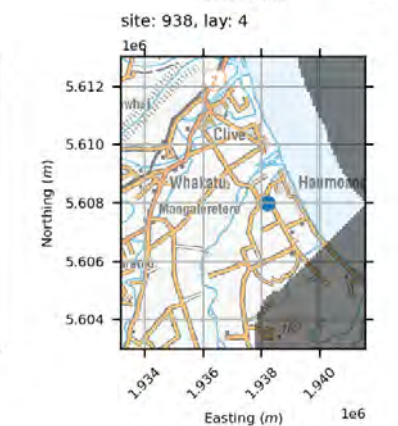 site: 938, lay: 4
1e6
5.612
5.610
5.608
5.606
5.604
Northing (m)
2
Clive
Whakatu
Haumoana
Mangateretere
1.934
1.936
1.938
1.940
Easting (m)
1e6